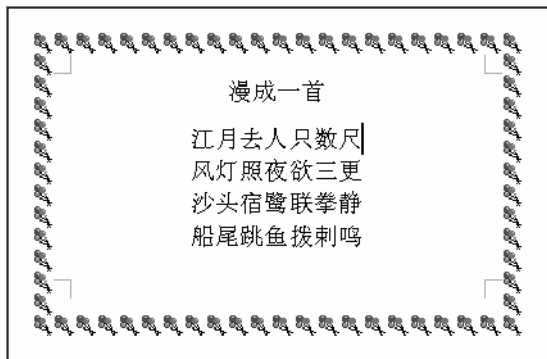 漫成一首
江月去人只数尺
风灯照夜欲三更
沙头宿鹭联拳静
船尾跳鱼拨剌鸣